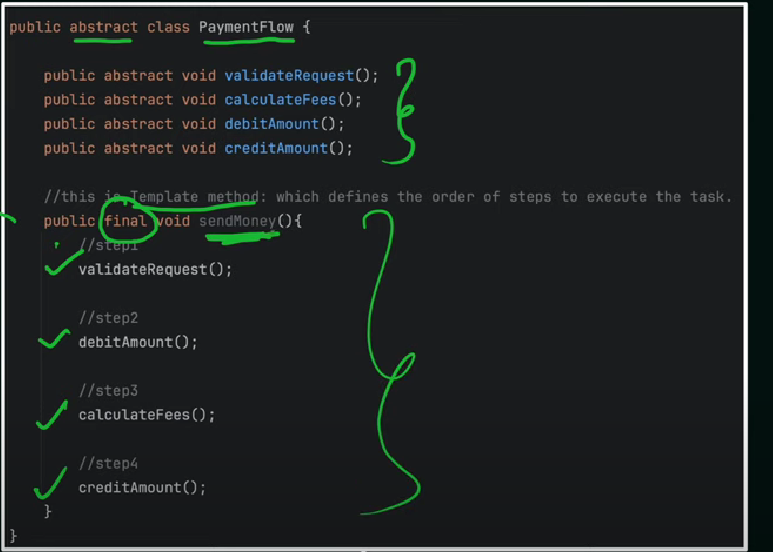 public abstract class PaymentFlow {
public abstract void validateRequest();
public abstract void calculateFees();
public abstract void debitAmount();
public abstract void creditAmount();
//this is Template method: which defines the order of steps to execute the task.
public final void sendMoney(){
//step1
validateRequest();
//step2
debitAmount();
//step3
calculateFees();
//step4
creditAmount();
}
}